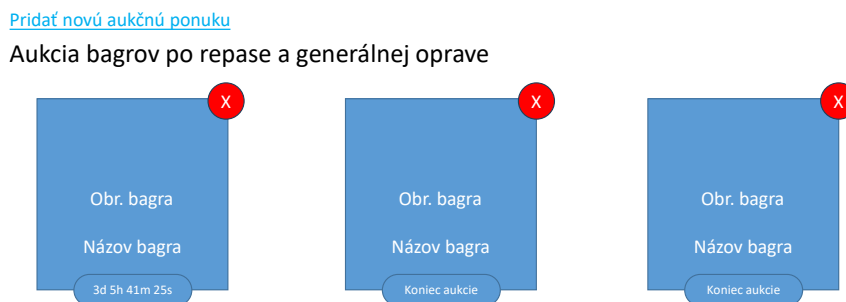 Pridať novú aukčnú ponuku
Aukcia bagrov po repase a generálnej oprave
X X X
Obr. bagra Obr. bagra Obr. bagra
Názov bagra Názov bagra Názov bagra
3d 5h 41m 25s Koniec aukcie Koniec aukcie